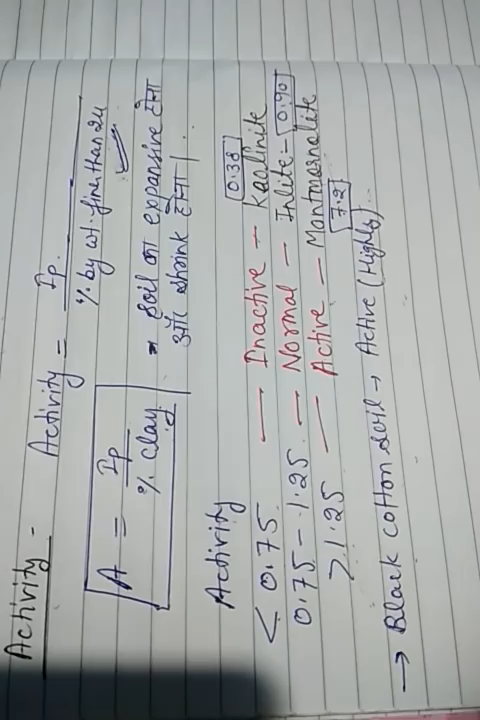 Activity - Activity = Ip
% by wt. finer than 2μ
A = Ip
% clay
→ soil का expansive होना
और shrink होना।
Activity
< 0.75 — Inactive — Kaolinite 0.38
0.75 - 1.25 — Normal — Inlite = 0.90
> 1.25 — Active — Montmornolite
7.2
→ Black cotton soil → Active (Highly)